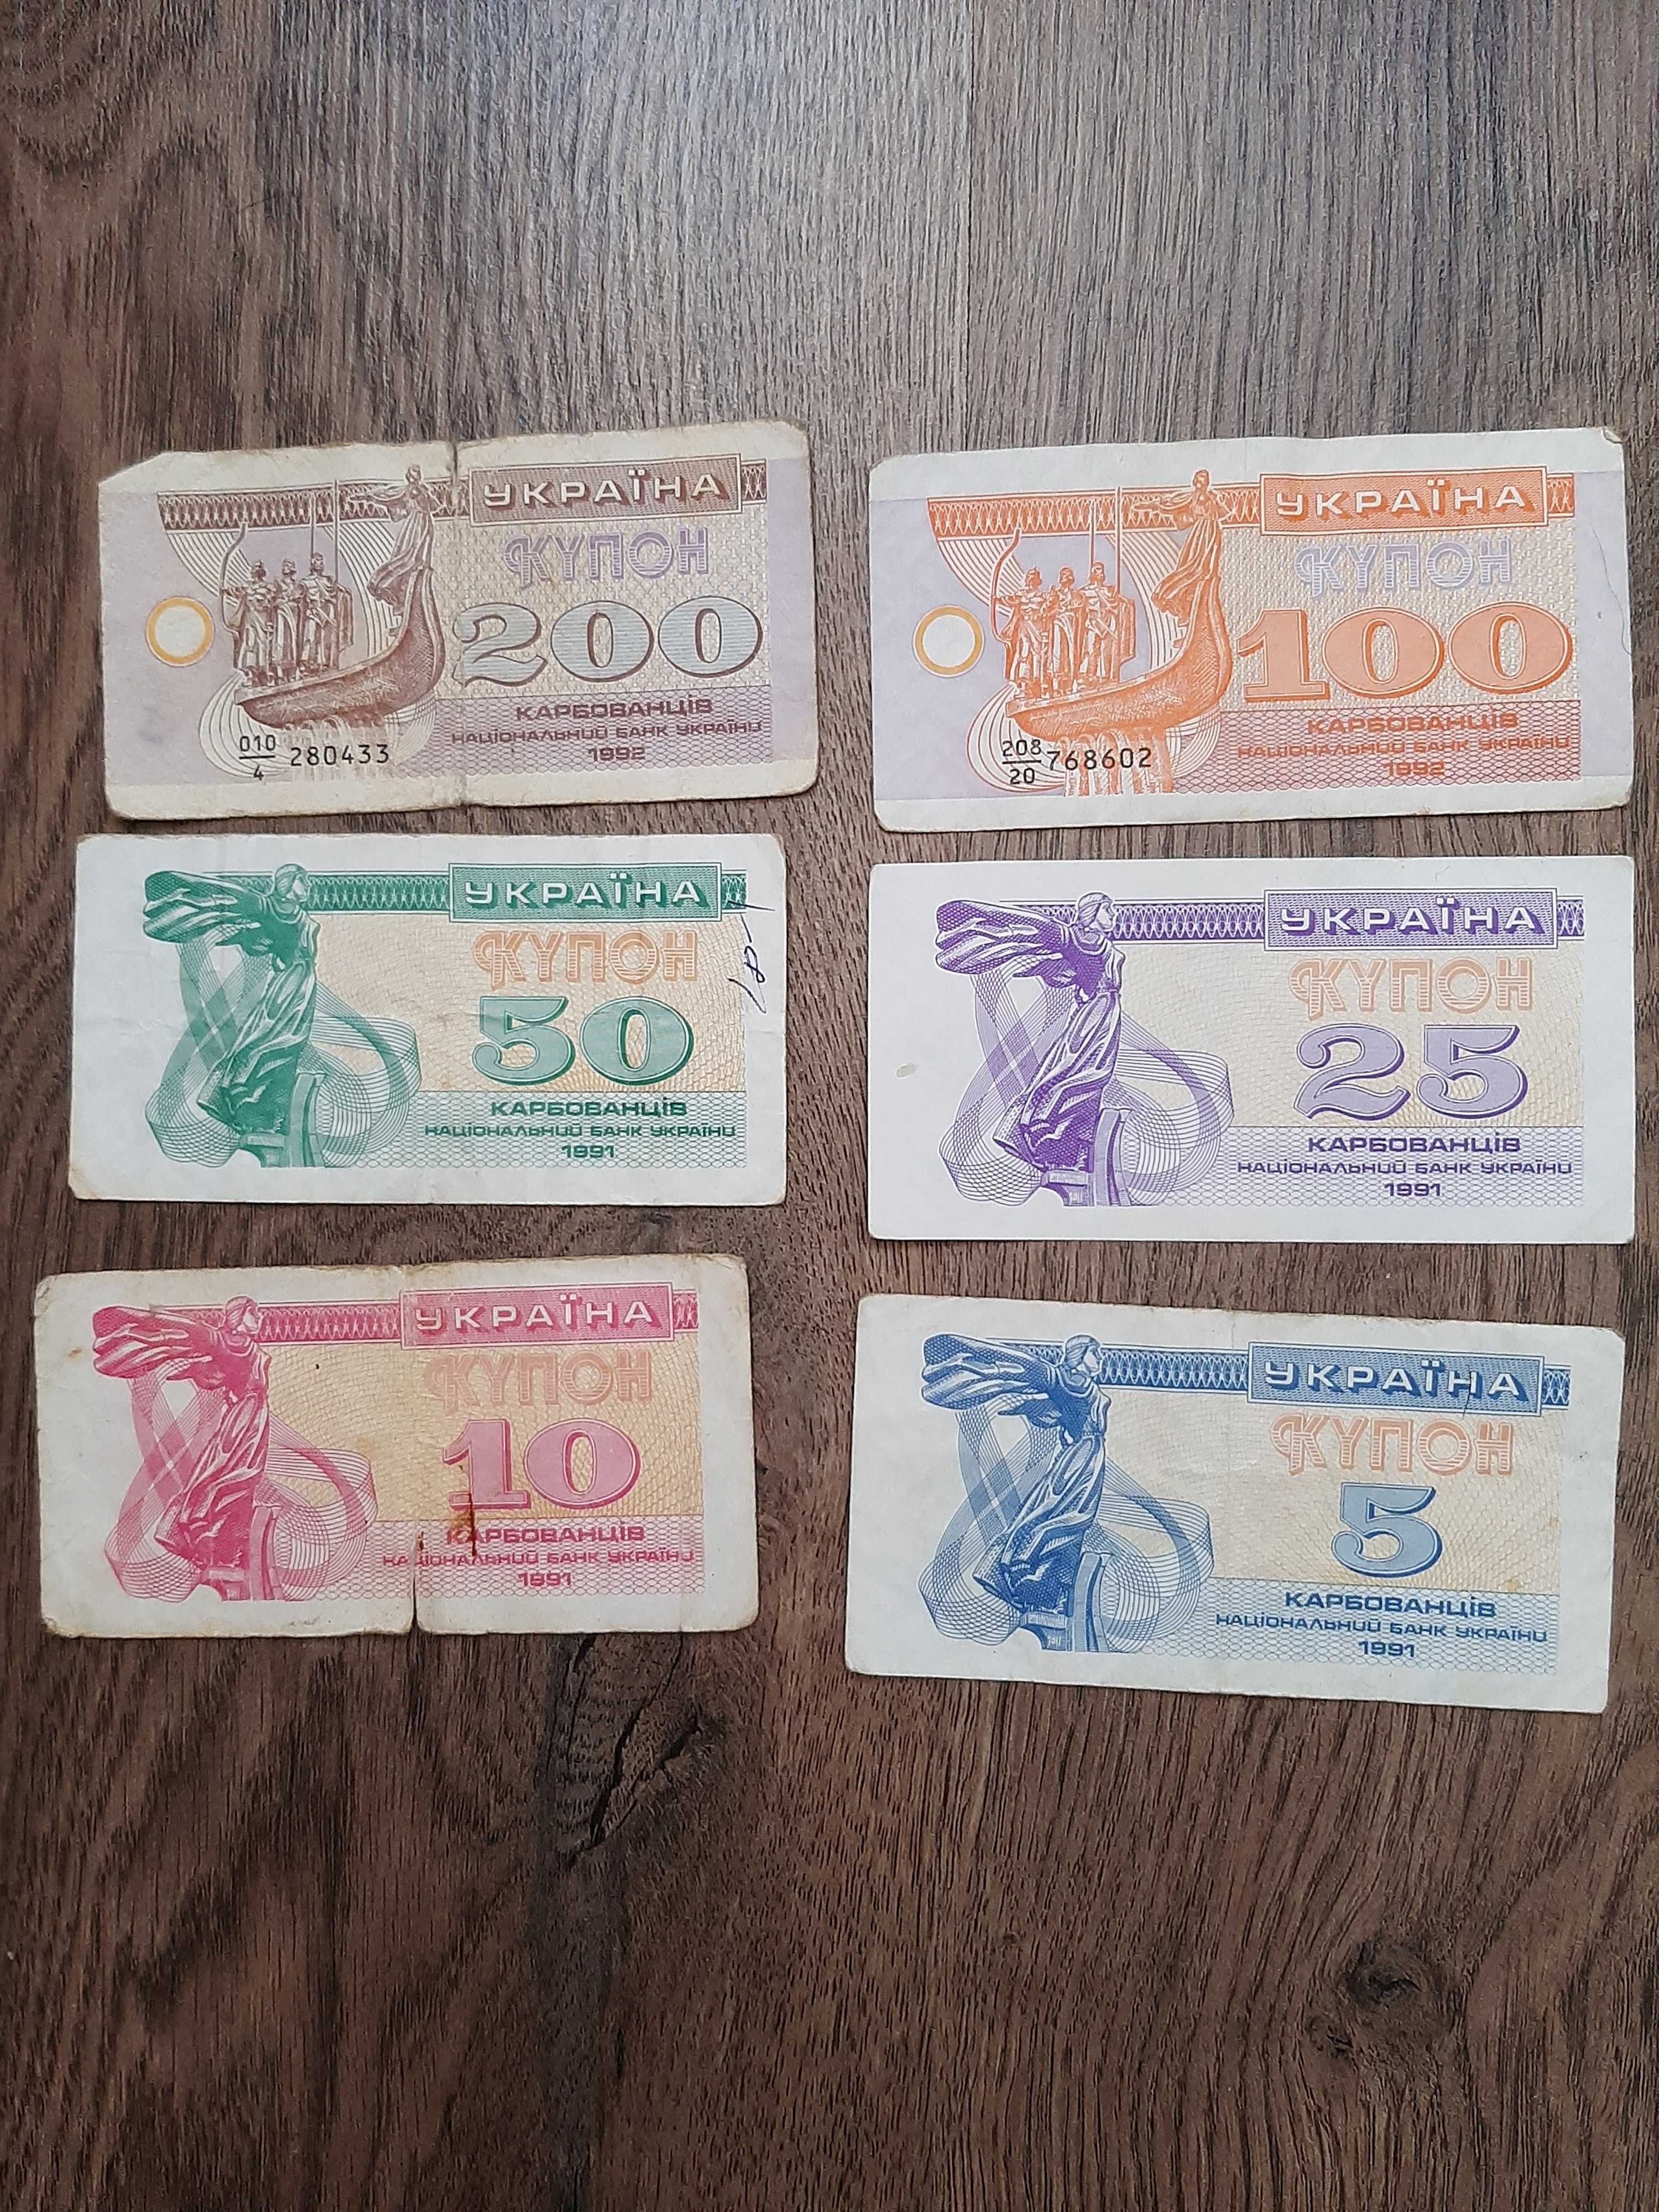 УКРАЇНА
КУПОН
200
КАРБОВАНЦІВ
НАЦІОНАЛЬНИЙ БАНК УКРАЇНИ
1992
010
4
280433
УКРАЇНА
КУПОН
100
КАРБОВАНЦІВ
НАЦІОНАЛЬНИЙ БАНК УКРАЇНИ
1992
208
20
768602
УКРАЇНА
КУПОН
50
КАРБОВАНЦІВ
НАЦІОНАЛЬНИЙ БАНК УКРАЇНИ
1991
УКРАЇНА
КУПОН
25
КАРБОВАНЦІВ
НАЦІОНАЛЬНИЙ БАНК УКРАЇНИ
1991
УКРАЇНА
КУПОН
10
КАРБОВАНЦІВ
НАЦІОНАЛЬНИЙ БАНК УКРАЇНИ
1991
УКРАЇНА
КУПОН
5
КАРБОВАНЦІВ
НАЦІОНАЛЬНИЙ БАНК УКРАЇНИ
1991